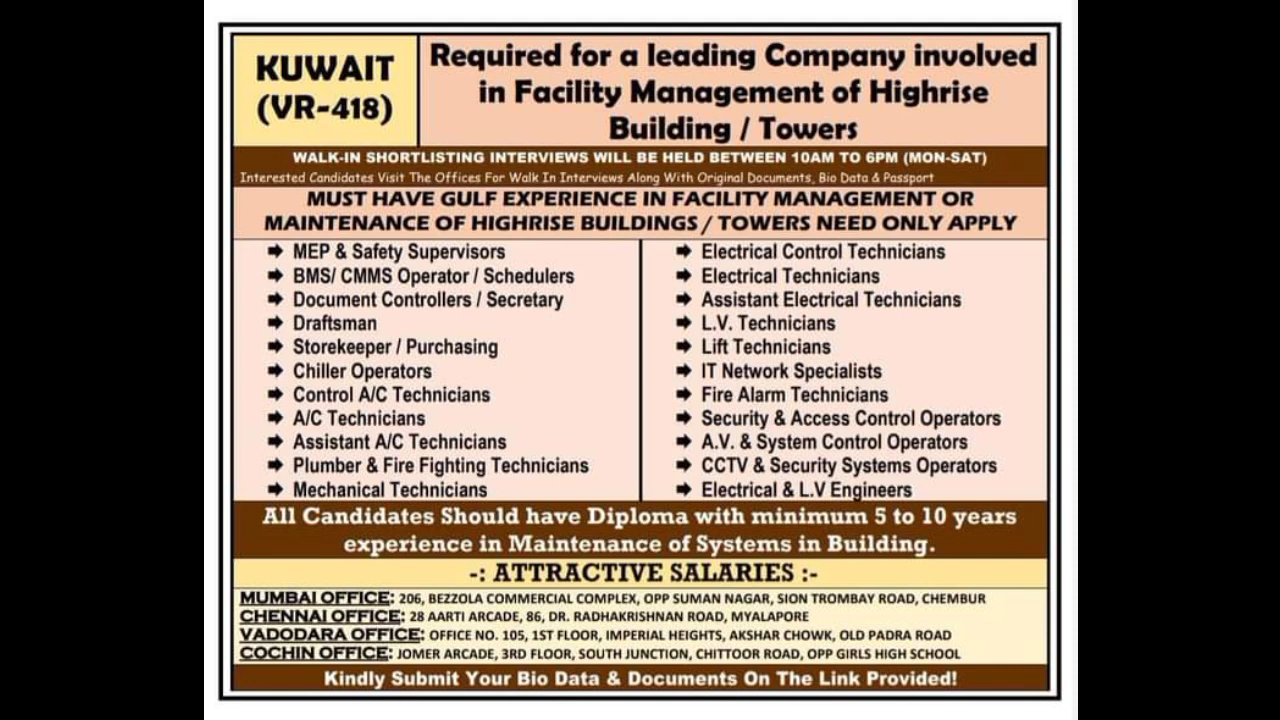 KUWAIT
(VR-418)
Required for a leading Company involved
in Facility Management of Highrise
Building / Towers
WALK-IN SHORTLISTING INTERVIEWS WILL BE HELD BETWEEN 10AM TO 6PM (MON-SAT)
Interested Candidates Visit The Offices For Walk In Interviews Along With Original Documents, Bio Data & Passport
MUST HAVE GULF EXPERIENCE IN FACILITY MANAGEMENT OR
MAINTENANCE OF HIGHRISE BUILDINGS / TOWERS NEED ONLY APPLY
➡ MEP & Safety Supervisors
➡ BMS/ CMMS Operator / Schedulers
➡ Document Controllers / Secretary
➡ Draftsman
➡ Storekeeper / Purchasing
➡ Chiller Operators
➡ Control A/C Technicians
➡ A/C Technicians
➡ Assistant A/C Technicians
➡ Plumber & Fire Fighting Technicians
➡ Mechanical Technicians
➡ Electrical Control Technicians
➡ Electrical Technicians
➡ Assistant Electrical Technicians
➡ L.V. Technicians
➡ Lift Technicians
➡ IT Network Specialists
➡ Fire Alarm Technicians
➡ Security & Access Control Operators
➡ A.V. & System Control Operators
➡ CCTV & Security Systems Operators
➡ Electrical & L.V Engineers
All Candidates Should have Diploma with minimum 5 to 10 years
experience in Maintenance of Systems in Building.
-: ATTRACTIVE SALARIES :-
MUMBAI OFFICE: 206, BEZZOLA COMMERCIAL COMPLEX, OPP SUMAN NAGAR, SION TROMBAY ROAD, CHEMBUR
CHENNAI OFFICE: 28 AARTI ARCADE, 86, DR. RADHAKRISHNAN ROAD, MYALAPORE
VADODARA OFFICE: OFFICE NO. 105, 1ST FLOOR, IMPERIAL HEIGHTS, AKSHAR CHOWK, OLD PADRA ROAD
COCHIN OFFICE: JOMER ARCADE, 3RD FLOOR, SOUTH JUNCTION, CHITTOOR ROAD, OPP GIRLS HIGH SCHOOL
Kindly Submit Your Bio Data & Documents On The Link Provided!